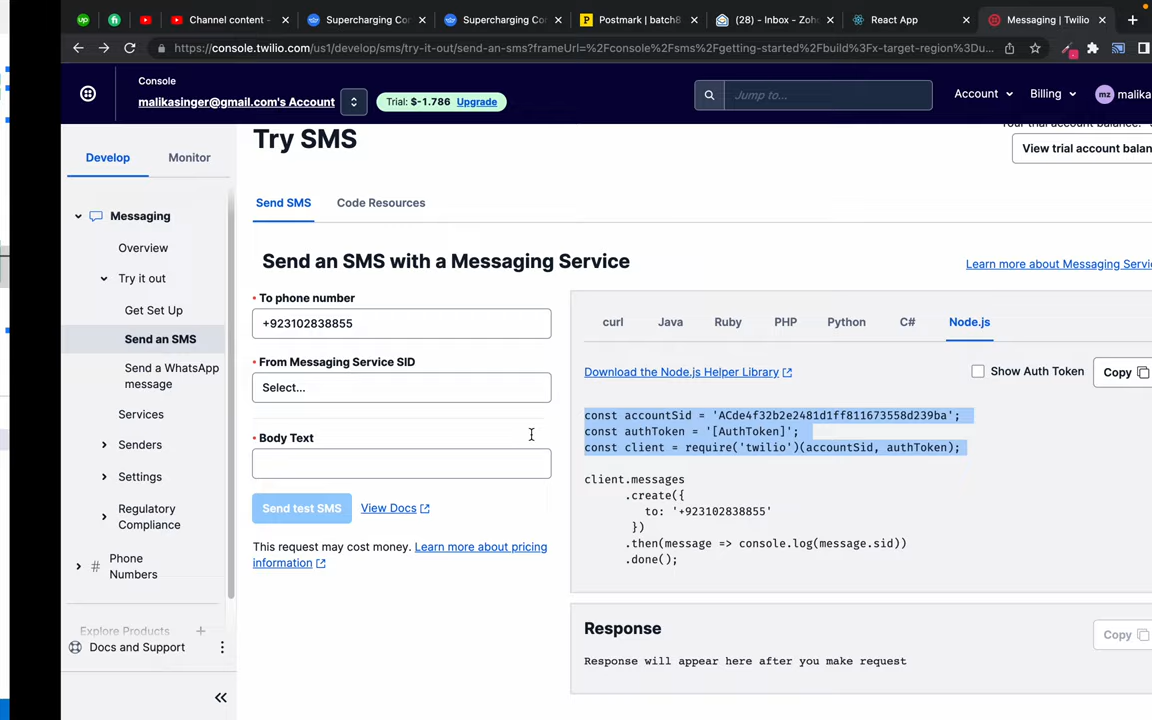 Channel content -
Supercharging Cor
Supercharging Cor
Postmark | batch8
(28) - Inbox - Zoh
React App
Messaging | Twilio
https://console.twilio.com/us1/develop/sms/try-it-out/send-an-sms?frameUrl=%2Fconsole%2Fsms%2Fgetting-started%2Fbuild%3Fx-target-region%3Du...
Console
malikasinger@gmail.com's Account
Trial: $-1.786 Upgrade
Jump to...
Account
Billing
mz malika
Develop
Monitor
Messaging
Overview
Try it out
Get Set Up
Send an SMS
Send a WhatsApp
message
Services
Senders
Settings
Regulatory
Compliance
# Phone
Numbers
Explore Products +
Docs and Support
Try SMS
View trial account balan
Send SMS
Code Resources
Send an SMS with a Messaging Service
Learn more about Messaging Servic
• To phone number
+923102838855
• From Messaging Service SID
Select...
• Body Text
Send test SMS
View Docs
This request may cost money. Learn more about pricing
information
curl
Java
Ruby
PHP
Python
C#
Node.js
Download the Node.js Helper Library
Show Auth Token
Copy
const accountSid = 'ACde4f32b2e2481d1ff811673558d239ba';
const authToken = '[AuthToken]';
const client = require('twilio')(accountSid, authToken);
client.messages
.create({
to: '+923102838855'
})
.then(message => console.log(message.sid))
.done();
Response
Copy
Response will appear here after you make request